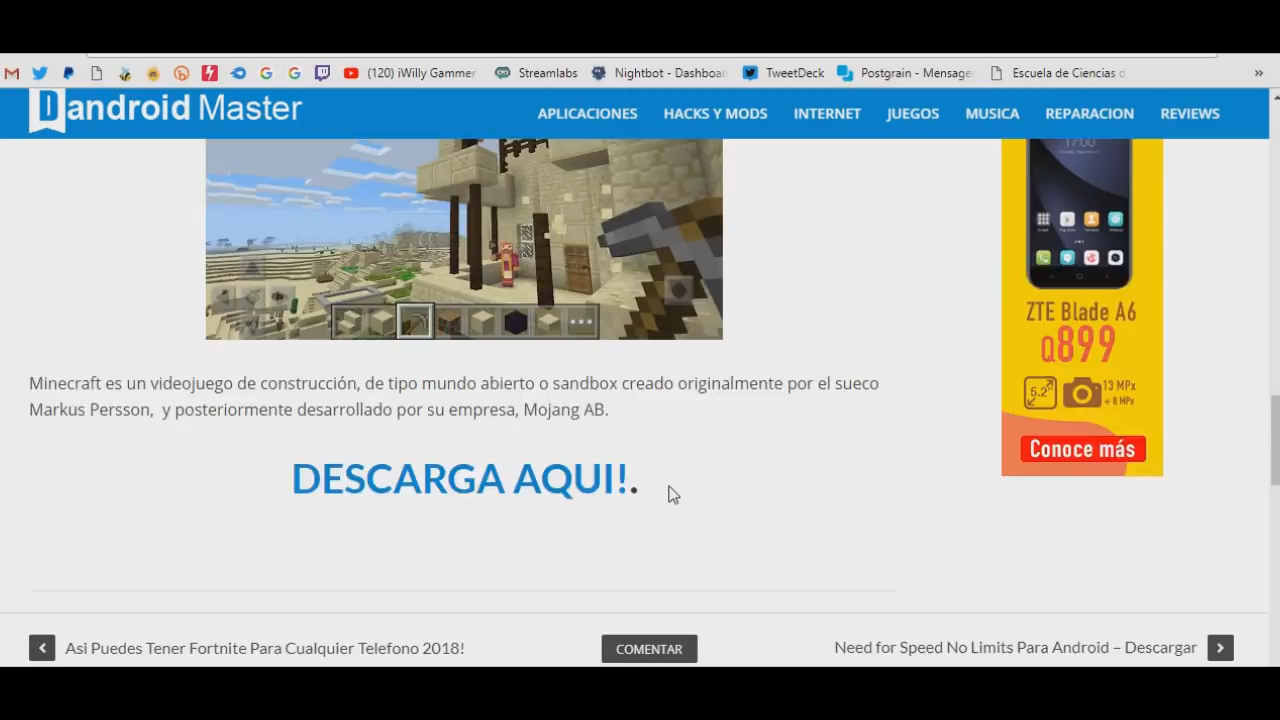 (120) iWilly Gammer
Streamlabs
Nightbot - Dashboar
TweetDeck
Postgrain - Mensage
Escuela de Ciencias d
»
Dandroid Master
APLICACIONES
HACKS Y MODS
INTERNET
JUEGOS
MUSICA
REPARACION
REVIEWS
17:00
ZTE Blade A6
Q899
5.2"
13 MPx
+ 8 MPx
Conoce más
Minecraft es un videojuego de construcción, de tipo mundo abierto o sandbox creado originalmente por el sueco
Markus Persson, y posteriormente desarrollado por su empresa, Mojang AB.
DESCARGA AQUI!.
Asi Puedes Tener Fortnite Para Cualquier Telefono 2018!
COMENTAR
Need for Speed No Limits Para Android – Descargar